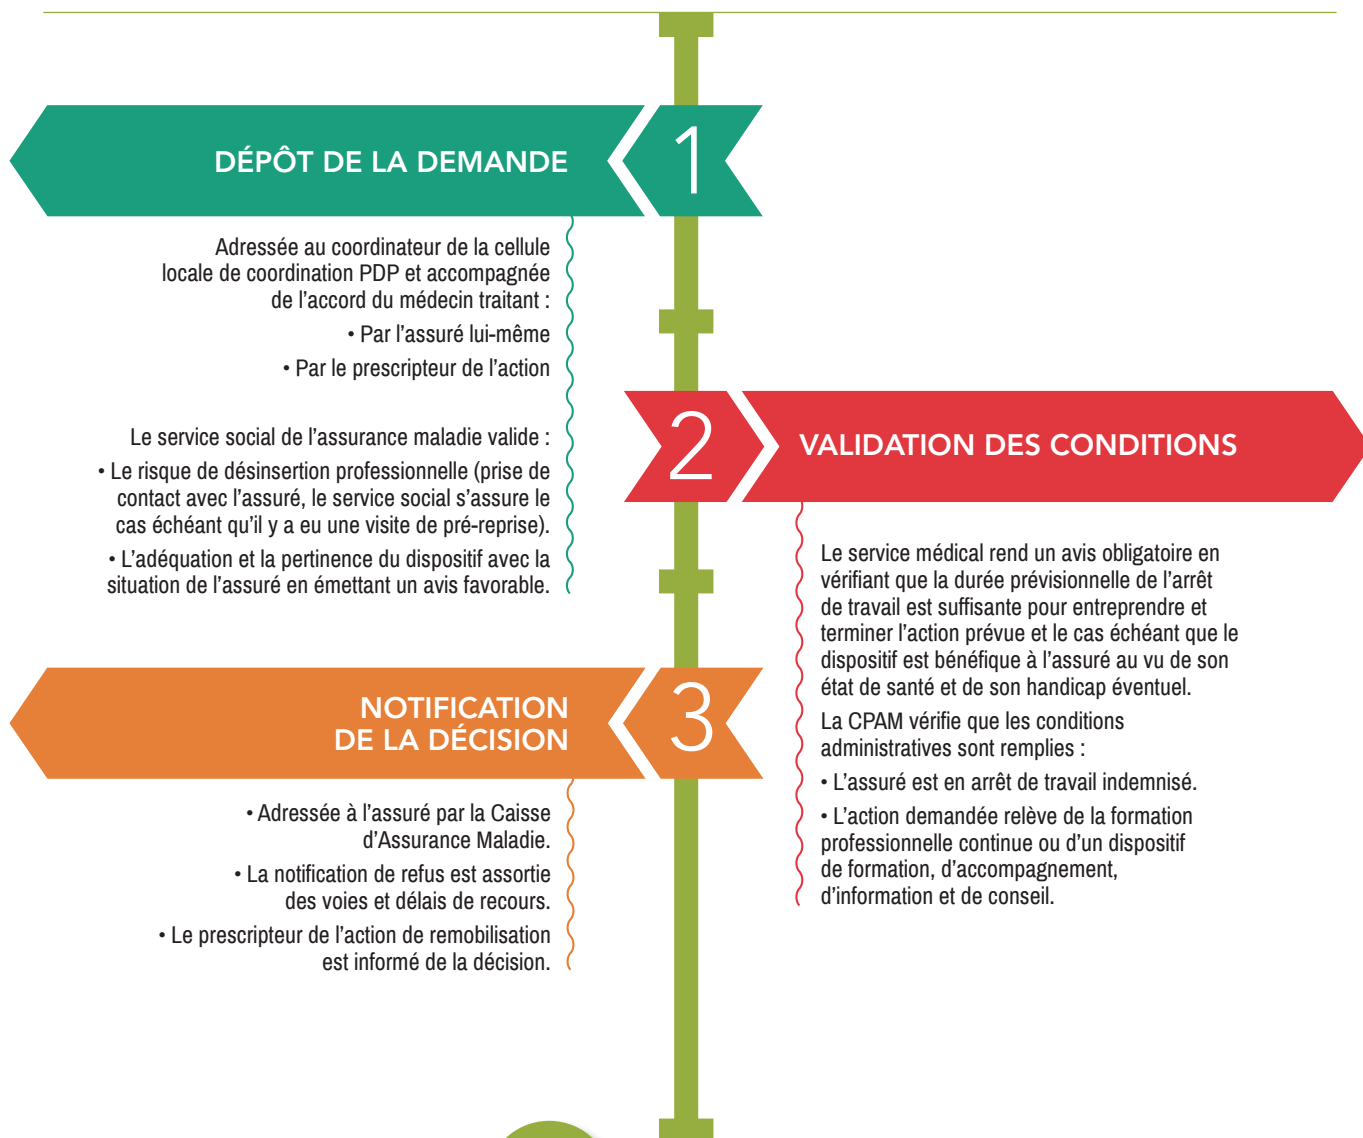 1
DÉPÔT DE LA DEMANDE
Adressée au coordinateur de la cellule
locale de coordination PDP et accompagnée
de l’accord du médecin traitant :
• Par l’assuré lui-même
• Par le prescripteur de l’action
Le service social de l’assurance maladie valide :
• Le risque de désinsertion professionnelle (prise de
contact avec l’assuré, le service social s’assure le
cas échéant qu’il y a eu une visite de pré-reprise).
• L’adéquation et la pertinence du dispositif avec la
situation de l’assuré en émettant un avis favorable.
2
VALIDATION DES CONDITIONS
Le service médical rend un avis obligatoire en
vérifiant que la durée prévisionnelle de l’arrêt
de travail est suffisante pour entreprendre et
terminer l’action prévue et le cas échéant que le
dispositif est bénéfique à l’assuré au vu de son
état de santé et de son handicap éventuel.
La CPAM vérifie que les conditions
administratives sont remplies :
• L’assuré est en arrêt de travail indemnisé.
• L’action demandée relève de la formation
professionnelle continue ou d’un dispositif
de formation, d’accompagnement,
d’information et de conseil.
3
NOTIFICATION
DE LA DÉCISION
• Adressée à l’assuré par la Caisse
d’Assurance Maladie.
• La notification de refus est assortie
des voies et délais de recours.
• Le prescripteur de l’action de remobilisation
est informé de la décision.